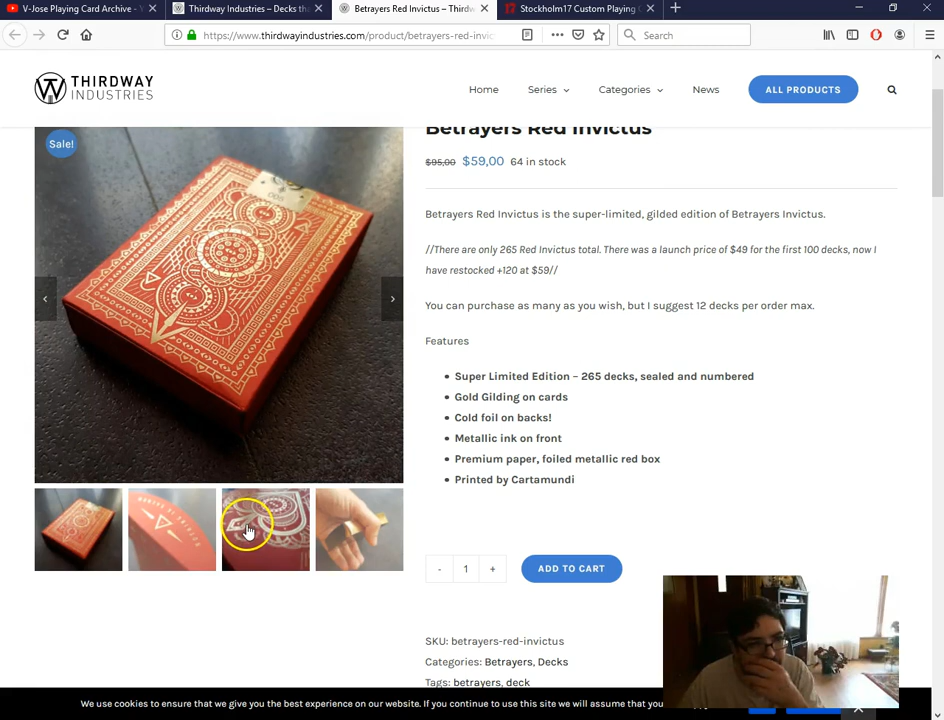 V-Jose Playing Card Archive - Y
Thirdway Industries – Decks tha
Betrayers Red Invictus – Thirdw
Stockholm17 Custom Playing C
https://www.thirdwayindustries.com/product/betrayers-red-invic
Search
THIRDWAY
INDUSTRIES
Home
Series
Categories
News
ALL PRODUCTS
Betrayers Red Invictus
Sale!
$95,00 $59,00 64 in stock
Betrayers Red Invictus is the super-limited, gilded edition of Betrayers Invictus.
//There are only 265 Red Invictus total. There was a launch price of $49 for the first 100 decks, now I
have restocked +120 at $59//
You can purchase as many as you wish, but I suggest 12 decks per order max.
Features
Super Limited Edition – 265 decks, sealed and numbered
Gold Gilding on cards
Cold foil on backs!
Metallic ink on front
Premium paper, foiled metallic red box
Printed by Cartamundi
- 1 +
ADD TO CART
SKU: betrayers-red-invictus
Categories: Betrayers, Decks
Tags: betrayers, deck
We use cookies to ensure that we give you the best experience on our website. If you continue to use this site we will assume that you